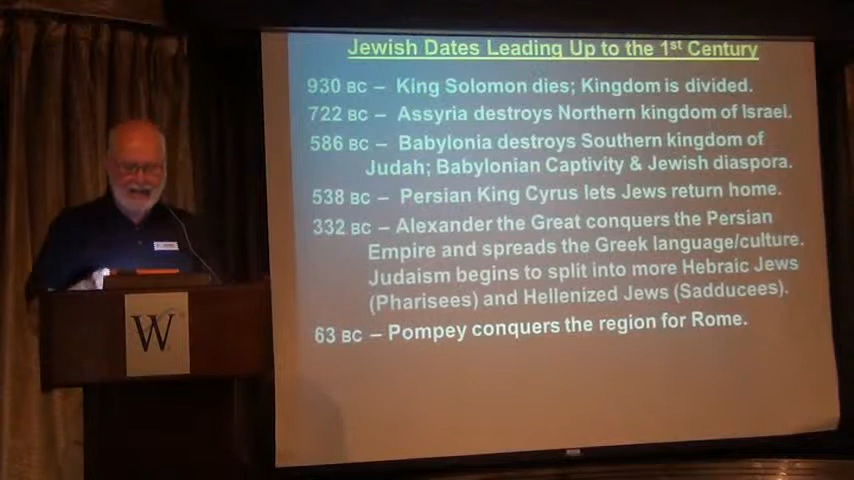 Jewish Dates Leading Up to the 1st Century
930 BC – King Solomon dies; Kingdom is divided.
722 BC – Assyria destroys Northern kingdom of Israel.
586 BC – Babylonia destroys Southern kingdom of
Judah; Babylonian Captivity & Jewish diaspora.
538 BC – Persian King Cyrus lets Jews return home.
332 BC – Alexander the Great conquers the Persian
Empire and spreads the Greek language/culture.
Judaism begins to split into more Hebraic Jews
(Pharisees) and Hellenized Jews (Sadducees).
63 BC – Pompey conquers the region for Rome.
W